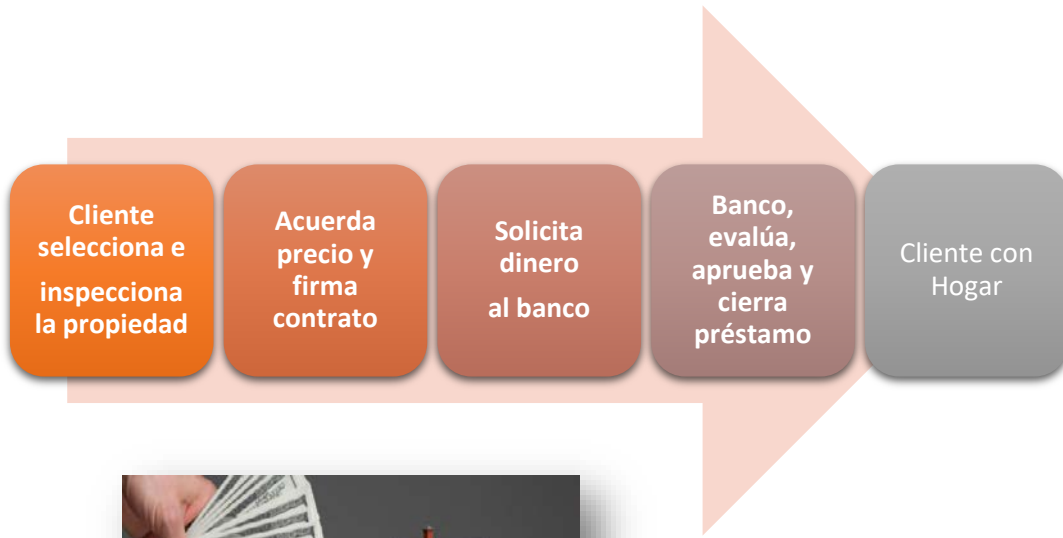 Cliente
selecciona e
inspecciona
la propiedad
Acuerda
precio y
firma
contrato
Solicita
dinero
al banco
Banco,
evalúa,
aprueba y
cierra
préstamo
Cliente con
Hogar